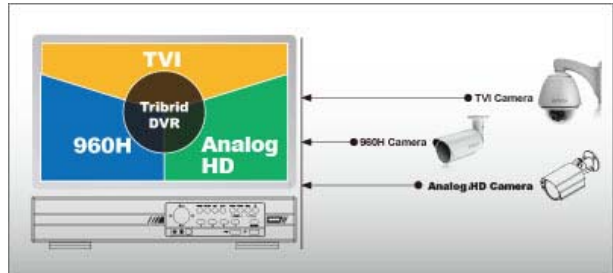 TVI
Tribrid
DVR
960H
Analog
HD
TVI Camera
960H Camera
Analog HD Camera